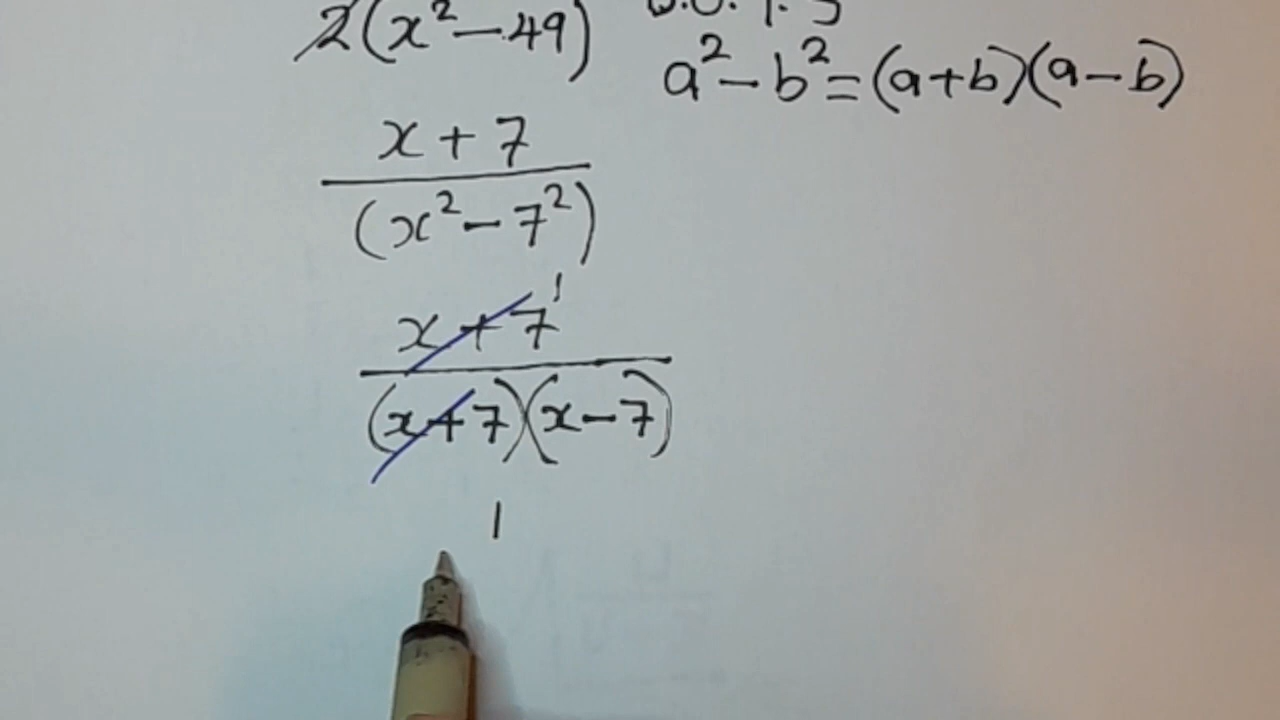 2(x²-49)
a²-b²=(a+b)(a-b)
x+7
(x²-7²)
x+7 1
(x+7)(x-7)
1